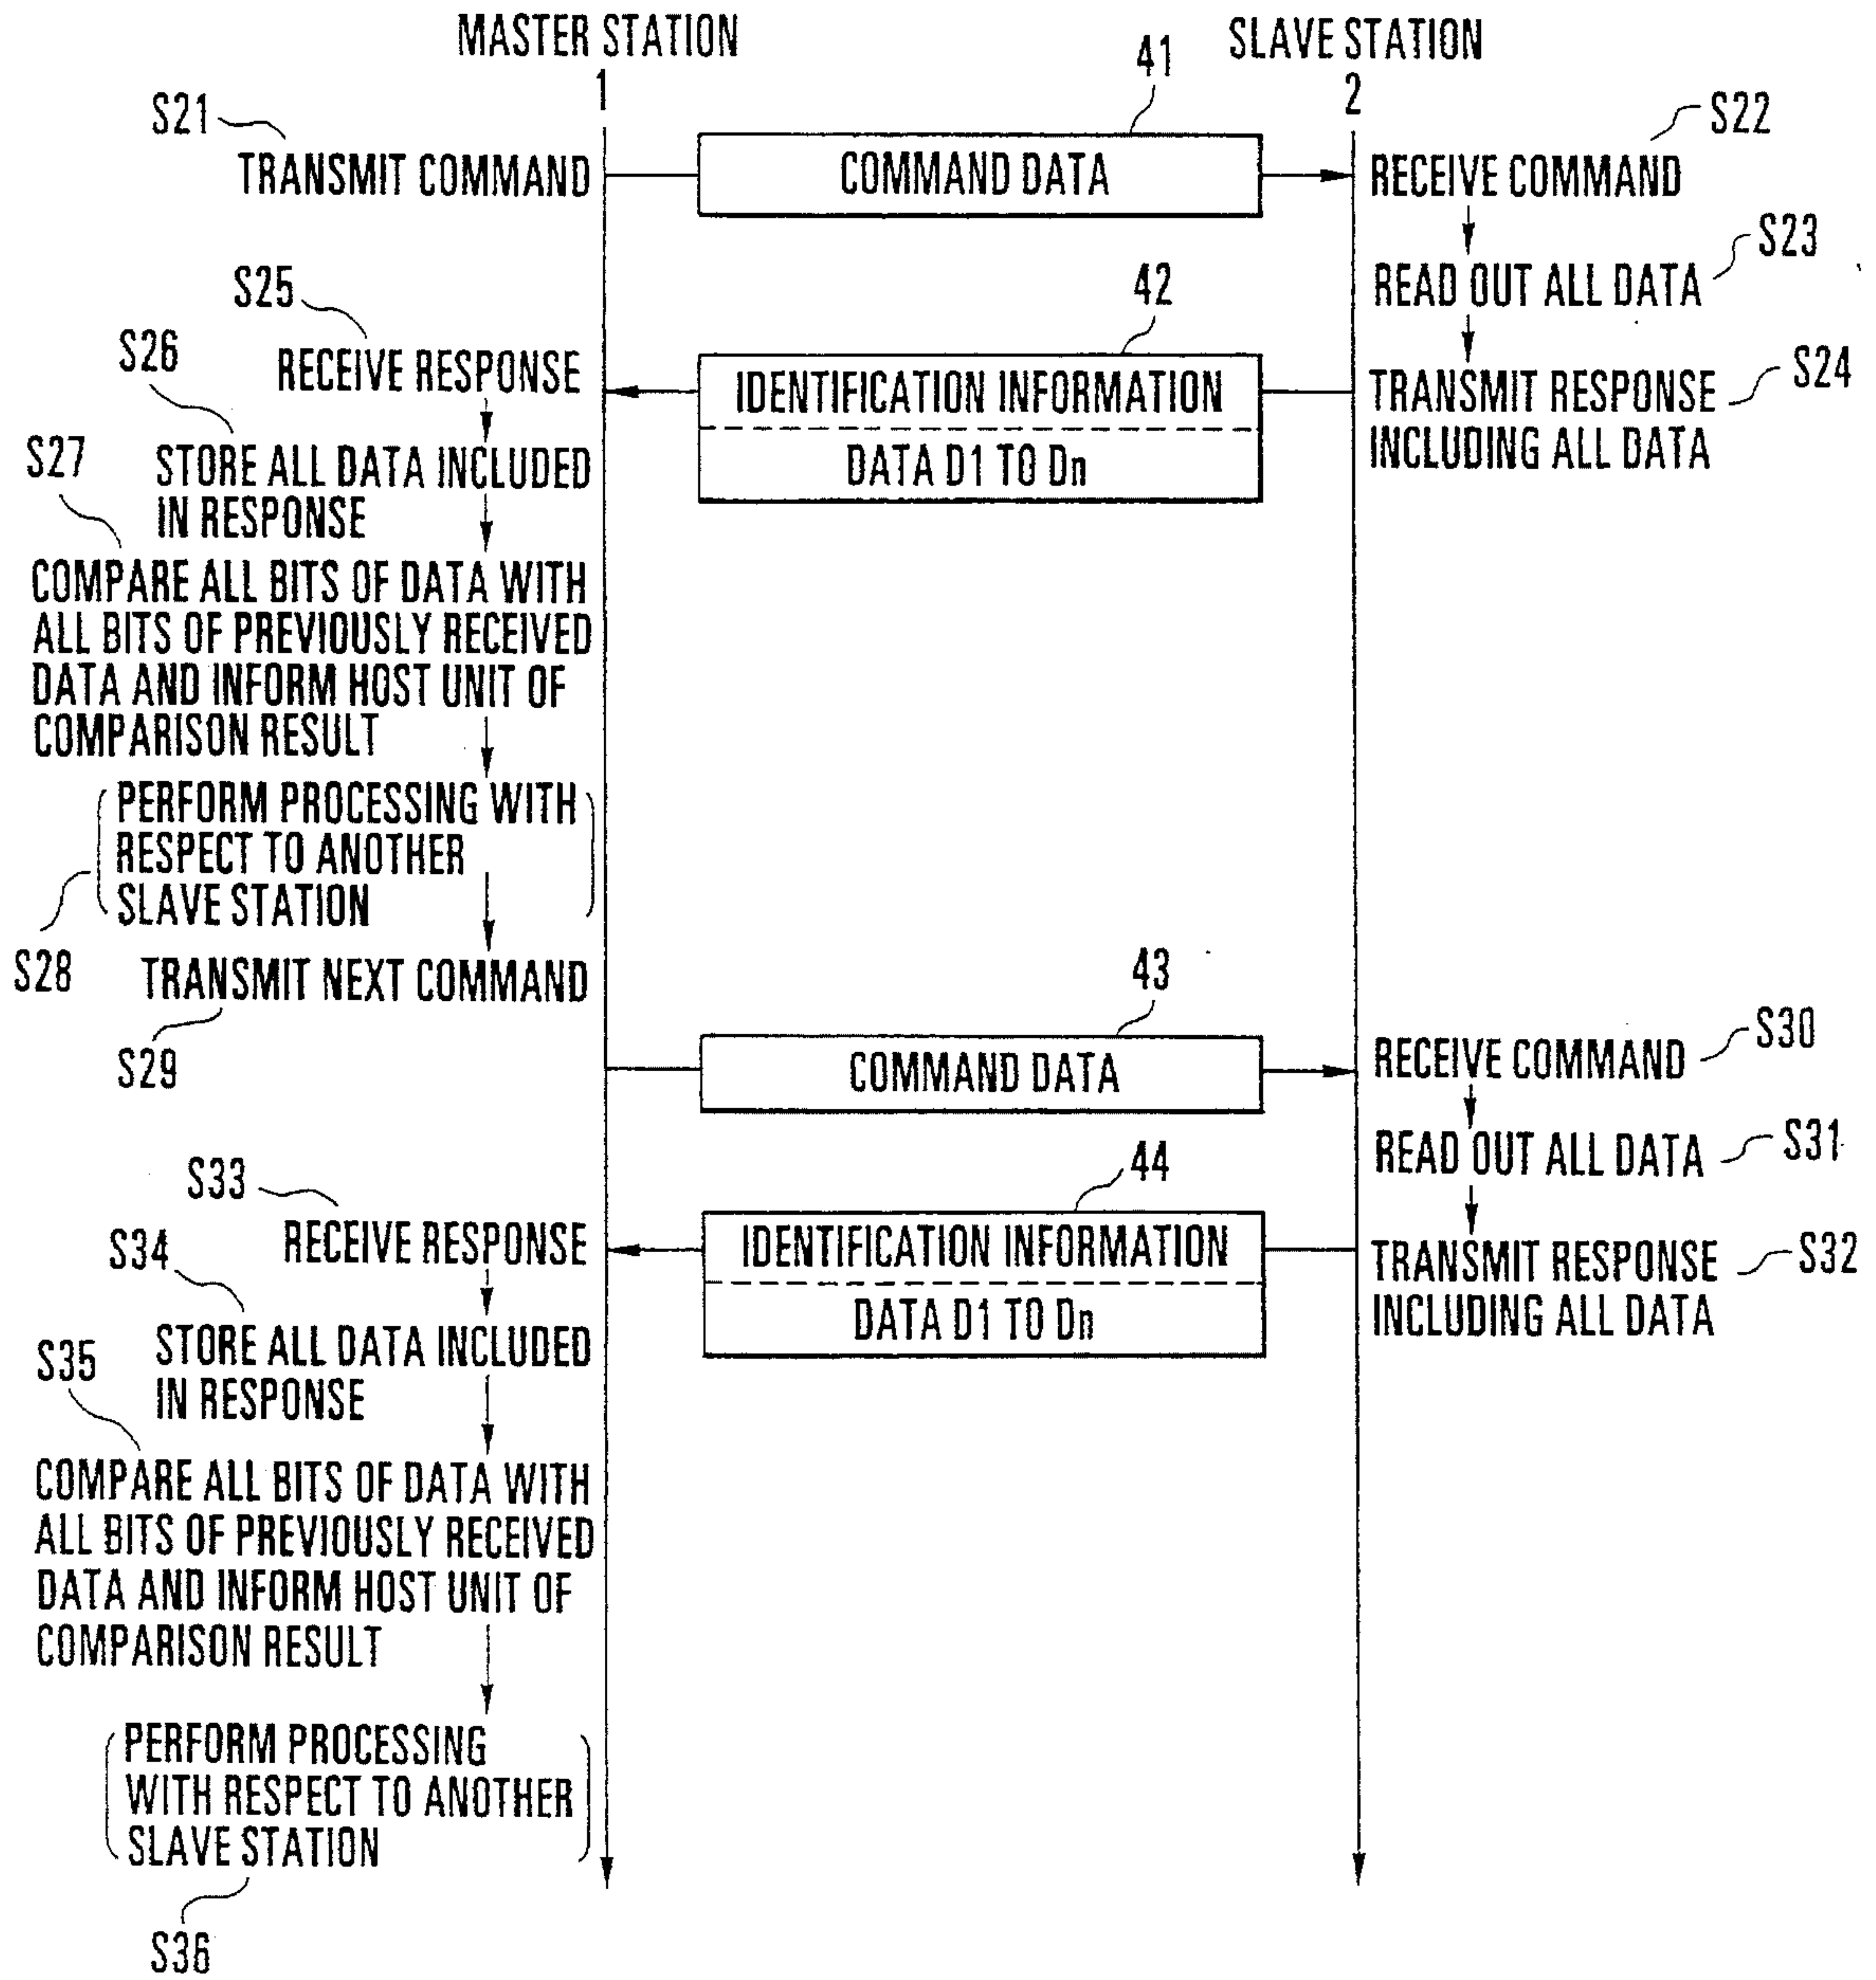 MASTER STATION
1
SLAVE STATION
2
41
S21
S22
TRANSMIT COMMAND
COMMAND DATA
RECEIVE COMMAND
S23
READ OUT ALL DATA
S25
42
S26
RECEIVE RESPONSE
IDENTIFICATION INFORMATION
DATA D1 TO Dn
TRANSMIT RESPONSE
INCLUDING ALL DATA
S24
S27
STORE ALL DATA INCLUDED
IN RESPONSE
COMPARE ALL BITS OF DATA WITH
ALL BITS OF PREVIOUSLY RECEIVED
DATA AND INFORM HOST UNIT OF
COMPARISON RESULT
PERFORM PROCESSING WITH
RESPECT TO ANOTHER
SLAVE STATION
S28
TRANSMIT NEXT COMMAND
S29
43
COMMAND DATA
RECEIVE COMMAND
S30
READ OUT ALL DATA
S31
S33
44
S34
RECEIVE RESPONSE
IDENTIFICATION INFORMATION
DATA D1 TO Dn
TRANSMIT RESPONSE
INCLUDING ALL DATA
S32
STORE ALL DATA INCLUDED
IN RESPONSE
S35
COMPARE ALL BITS OF DATA WITH
ALL BITS OF PREVIOUSLY RECEIVED
DATA AND INFORM HOST UNIT OF
COMPARISON RESULT
PERFORM PROCESSING
WITH RESPECT TO ANOTHER
SLAVE STATION
S36